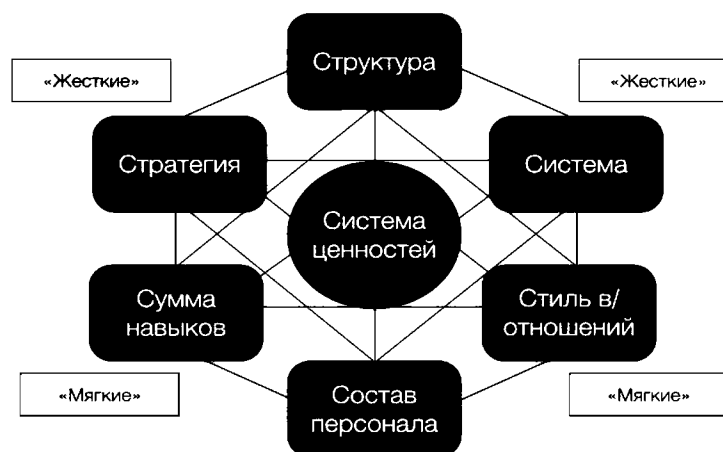 Структура
«Жесткие»
«Жесткие»
Стратегия
Система
Система
ценностей
Сумма
навыков
Стиль в/
отношений
«Мягкие»
Состав
персонала
«Мягкие»